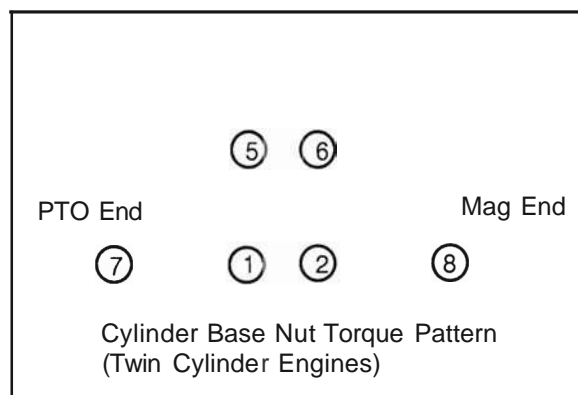 5 6
PTO End Mag End
7 1 2 8
Cylinder Base Nut Torque Pattern
(Twin Cylinder Engines)